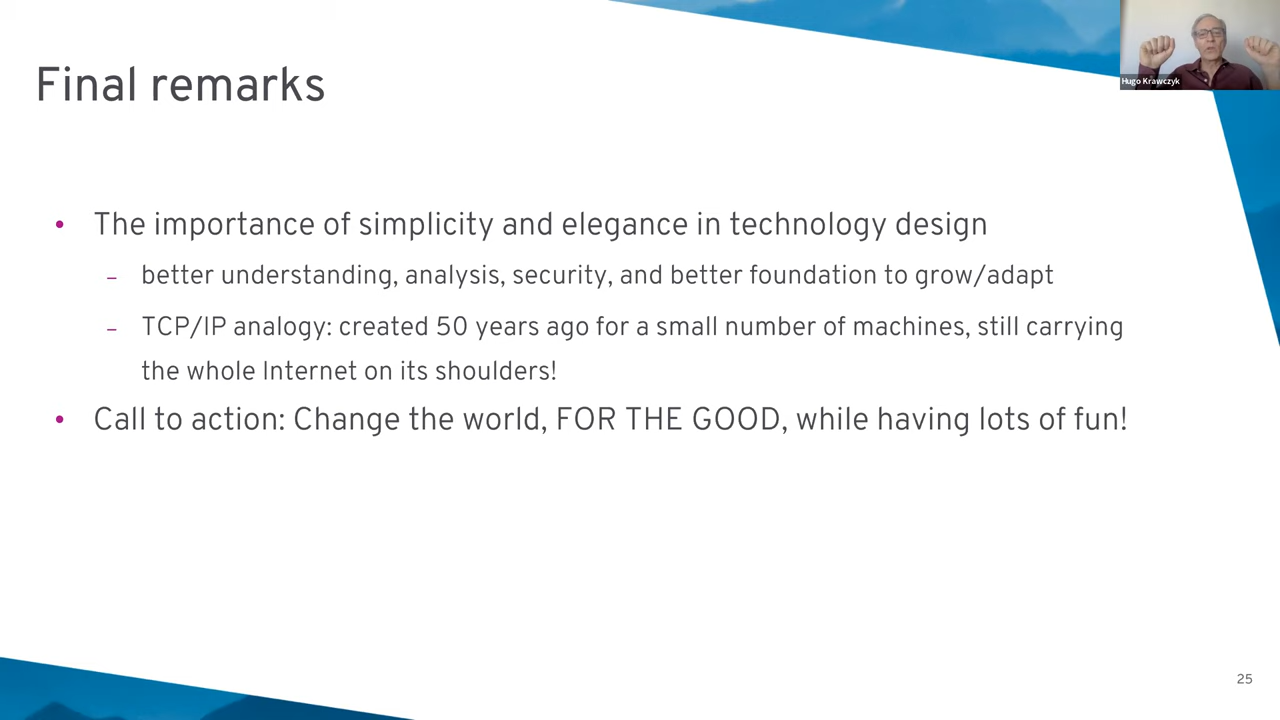 Hugo Krawczyk
Final remarks
• The importance of simplicity and elegance in technology design
– better understanding, analysis, security, and better foundation to grow/adapt
– TCP/IP analogy: created 50 years ago for a small number of machines, still carrying
the whole Internet on its shoulders!
• Call to action: Change the world, FOR THE GOOD, while having lots of fun!
25